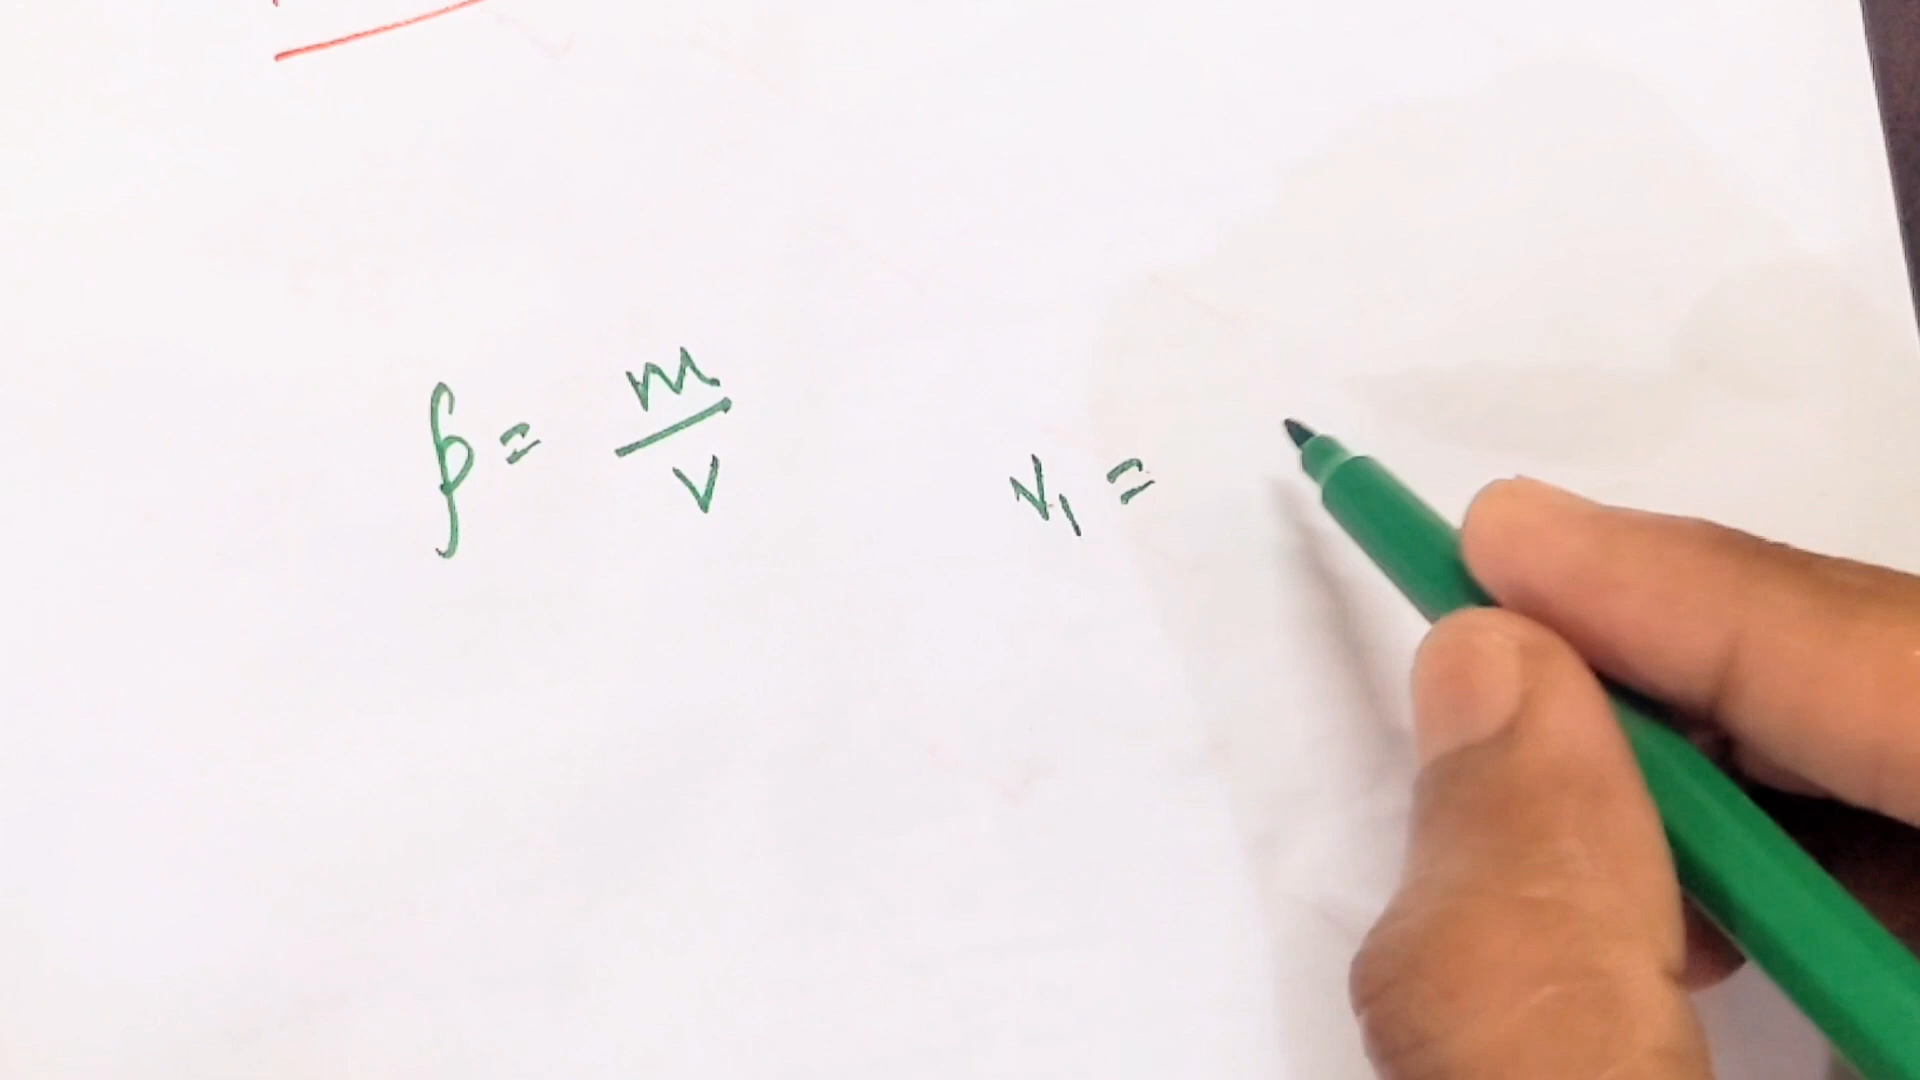 ρ = m/v
v₁ =